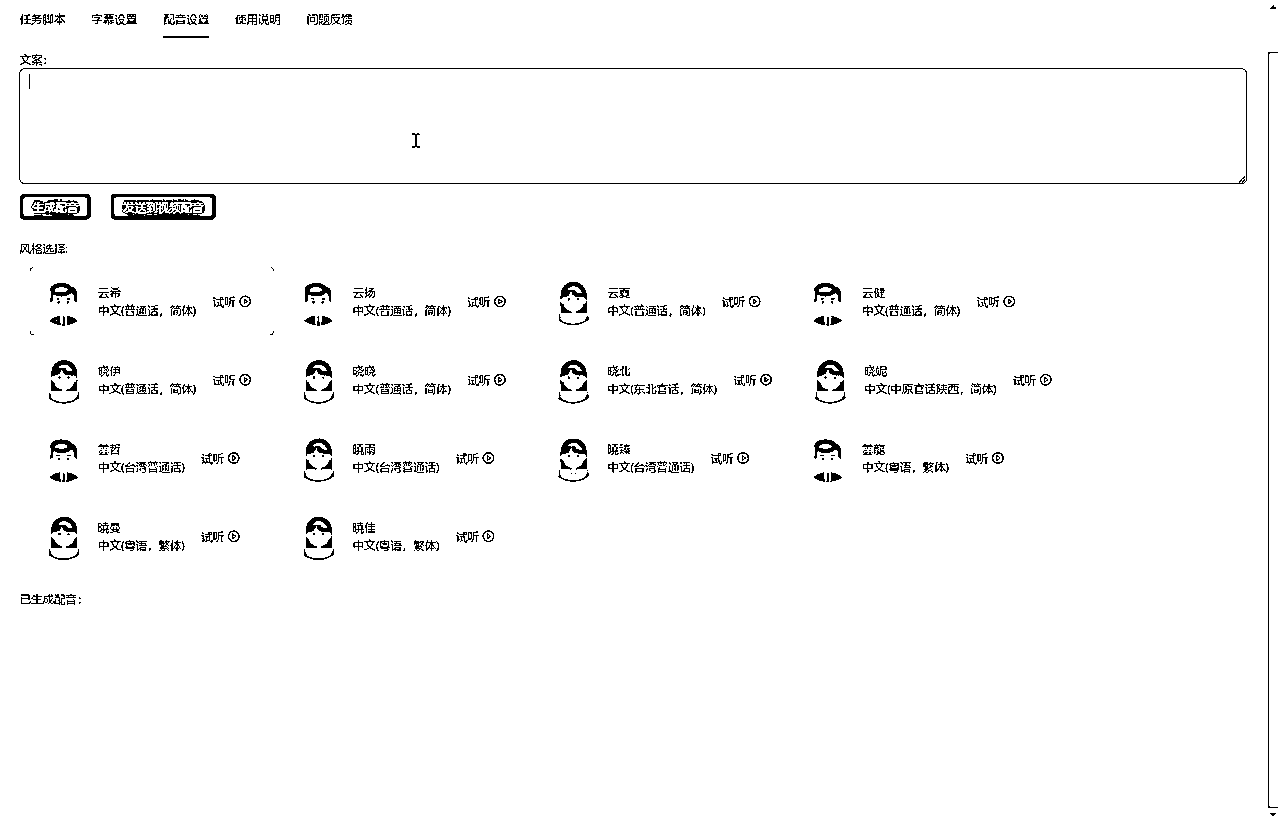 任务脚本 字幕设置 配音设置 使用说明 问题反馈
文案:
生成配音 发送到视频配音
风格选择:
云希 中文(普通话，简体) 试听
云扬 中文(普通话，简体) 试听
云夏 中文(普通话，简体) 试听
云健 中文(普通话，简体) 试听
晓伊 中文(普通话，简体) 试听
晓晓 中文(普通话，简体) 试听
晓北 中文(东北官话，简体) 试听
晓妮 中文(中原官话陕西，简体) 试听
雲哲 中文(台湾普通话) 试听
曉雨 中文(台湾普通话) 试听
曉臻 中文(台湾普通话) 试听
雲龍 中文(粤语，繁体) 试听
曉曼 中文(粤语，繁体) 试听
曉佳 中文(粤语，繁体) 试听
已生成配音: